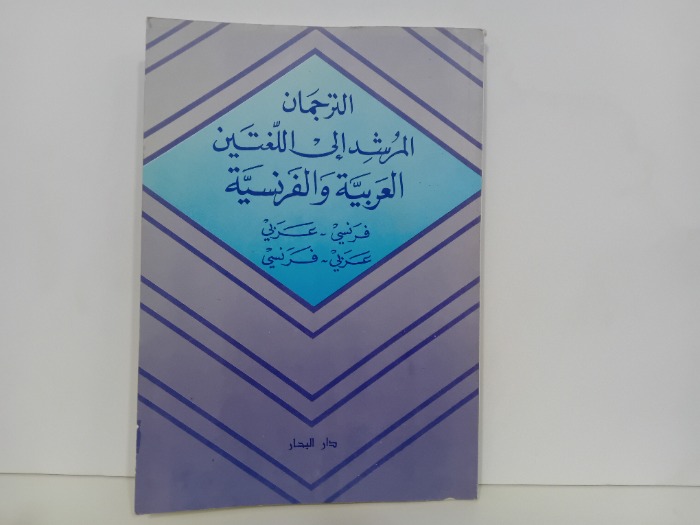 الترجمان
المرشد إلى اللغتين
العربية والفرنسية
فرنسي - عربي
عربي - فرنسي
دار البحار